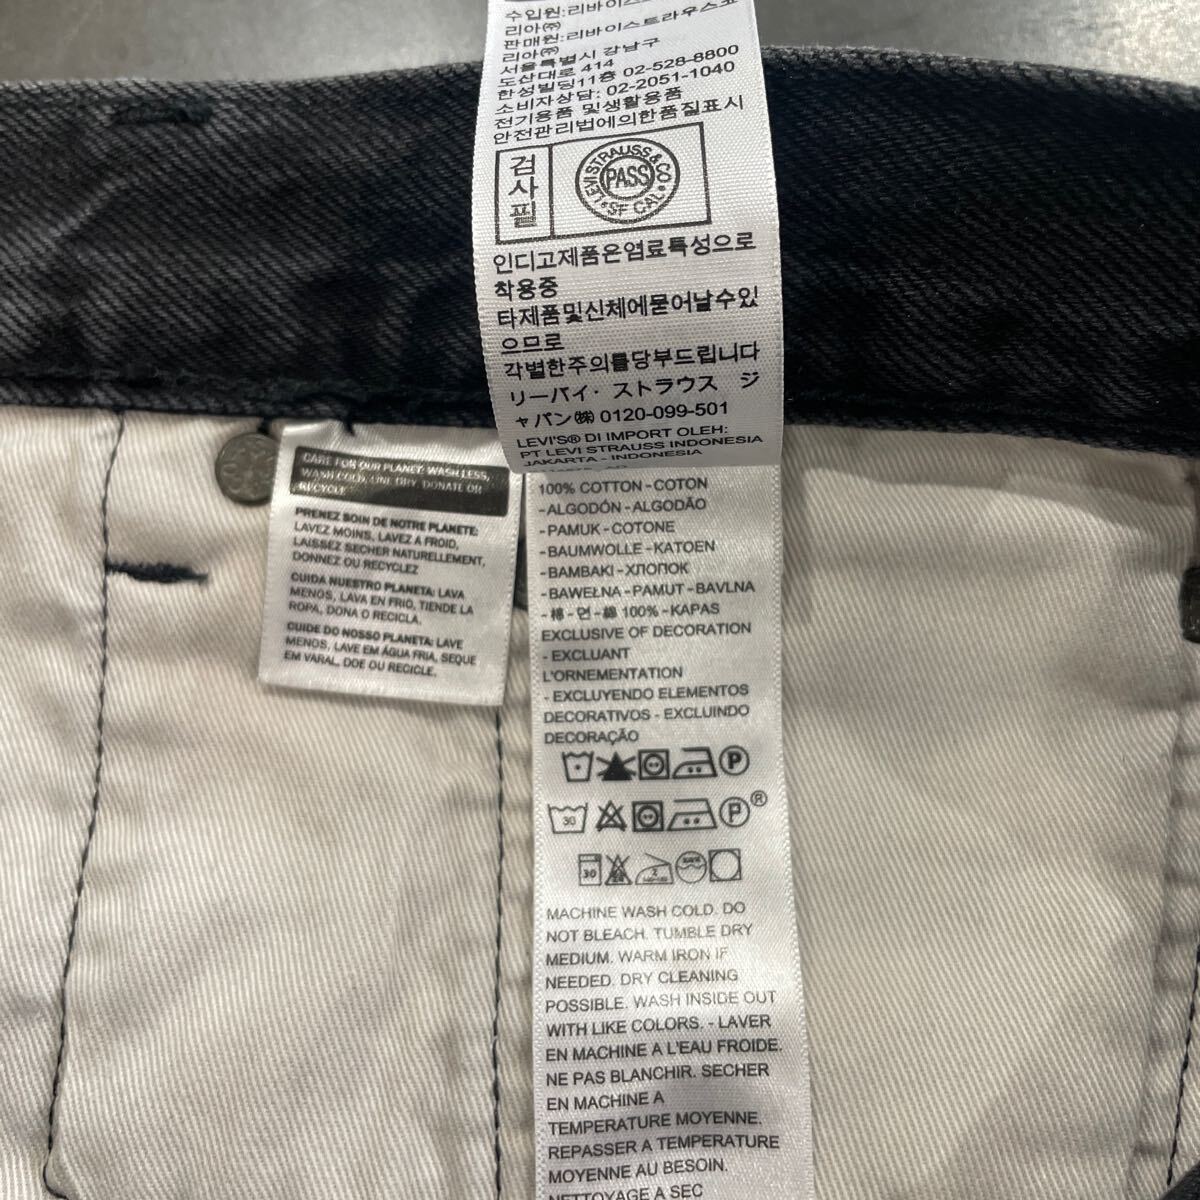 수입원:리바이스트라우스코
리아㈜
판매원:리바이스트라우스코
리아㈜
서울특별시 강남구
도산대로 414
한성빌딩11층 02-528-8800
소비자상담: 02-2051-1040
전기용품 및생활용품
안전관리법에의한품질표시
검사필
LEVI STRAUSS & CO
PASS
SF CAL
인디고제품은염료특성으로
착용중
타제품및신체에묻어날수있
으므로
각별한주의를당부드립니다
リーバイ・ストラウス ジ
ャパン㈱ 0120-099-501
LEVI'S® DI IMPORT OLEH:
PT LEVI STRAUSS INDONESIA
JAKARTA - INDONESIA
CARE FOR OUR PLANET: WASH LESS,
WASH COLD, LINE DRY, DONATE OR
RECYCLE
PRENEZ SOIN DE NOTRE PLANETE:
LAVEZ MOINS, LAVEZ A FROID,
LAISSEZ SECHER NATURELLEMENT,
DONNEZ OU RECYCLEZ
CUIDA NUESTRO PLANETA: LAVA
MENOS, LAVA EN FRIO, TIENDE LA
ROPA, DONA O RECICLA.
CUIDE DO NOSSO PLANETA: LAVE
MENOS, LAVE EM ÁGUA FRIA, SEQUE
EM VARAL, DOE OU RECICLE.
100% COTTON - COTON
- ALGODÓN - ALGODÃO
- PAMUK - COTONE
- BAUMWOLLE - KATOEN
- BAMBAKI - ХЛОПОК
- BAWEŁNA - PAMUT - BAVLNA
- 棉 - 면 - 綿 100% - KAPAS
EXCLUSIVE OF DECORATION
- EXCLUANT
L'ORNEMENTATION
- EXCLUYENDO ELEMENTOS
DECORATIVOS - EXCLUINDO
DECORAÇÃO
P
30 P®
30 2
MACHINE WASH COLD. DO
NOT BLEACH. TUMBLE DRY
MEDIUM. WARM IRON IF
NEEDED. DRY CLEANING
POSSIBLE. WASH INSIDE OUT
WITH LIKE COLORS. - LAVER
EN MACHINE A L'EAU FROIDE.
NE PAS BLANCHIR. SECHER
EN MACHINE A
TEMPERATURE MOYENNE.
REPASSER A TEMPERATURE
MOYENNE AU BESOIN.
NETTOYAGE A SEC